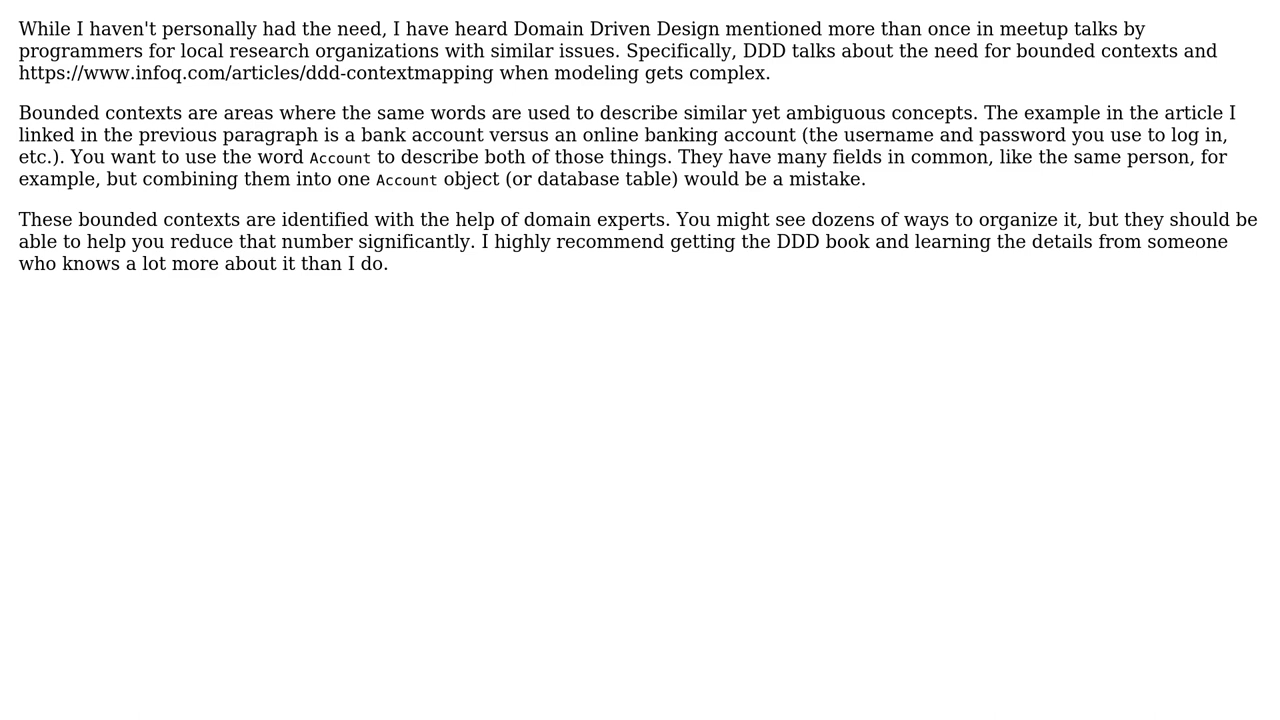 While I haven't personally had the need, I have heard Domain Driven Design mentioned more than once in meetup talks by
programmers for local research organizations with similar issues. Specifically, DDD talks about the need for bounded contexts and
https://www.infoq.com/articles/ddd-contextmapping when modeling gets complex.
Bounded contexts are areas where the same words are used to describe similar yet ambiguous concepts. The example in the article I
linked in the previous paragraph is a bank account versus an online banking account (the username and password you use to log in,
etc.). You want to use the word Account to describe both of those things. They have many fields in common, like the same person, for
example, but combining them into one Account object (or database table) would be a mistake.
These bounded contexts are identified with the help of domain experts. You might see dozens of ways to organize it, but they should be
able to help you reduce that number significantly. I highly recommend getting the DDD book and learning the details from someone
who knows a lot more about it than I do.